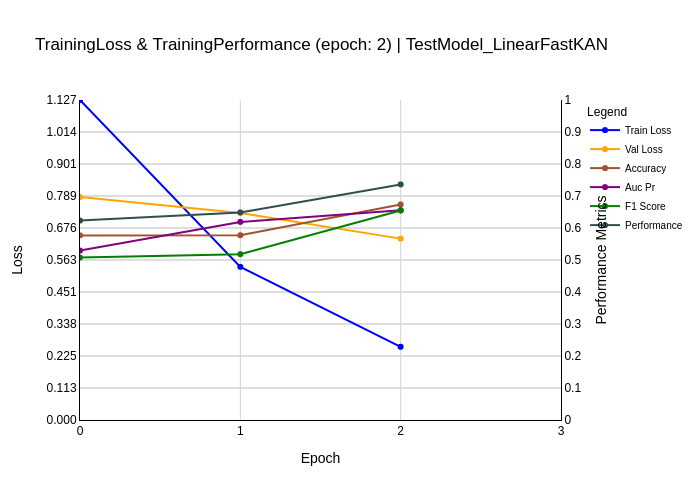 TrainingLoss & TrainingPerformance (epoch: 2) | TestModel_LinearFastKAN
1.127
1.014
0.901
0.789
0.676
0.563
0.451
0.338
0.225
0.113
0.000
Loss
0
1
2
3
Epoch
1
0.9
0.8
0.7
0.6
0.5
0.4
0.3
0.2
0.1
0
Performance Metrics
Legend
Train Loss
Val Loss
Accuracy
Auc Pr
F1 Score
Performance